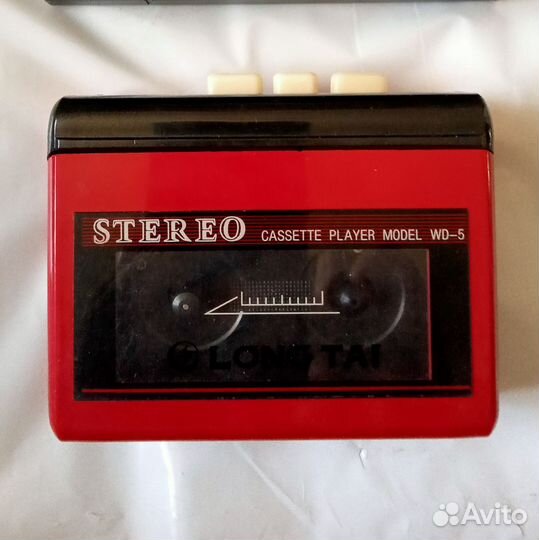 STEREO CASSETTE PLAYER MODEL WD-5
LONG TAI
Avito